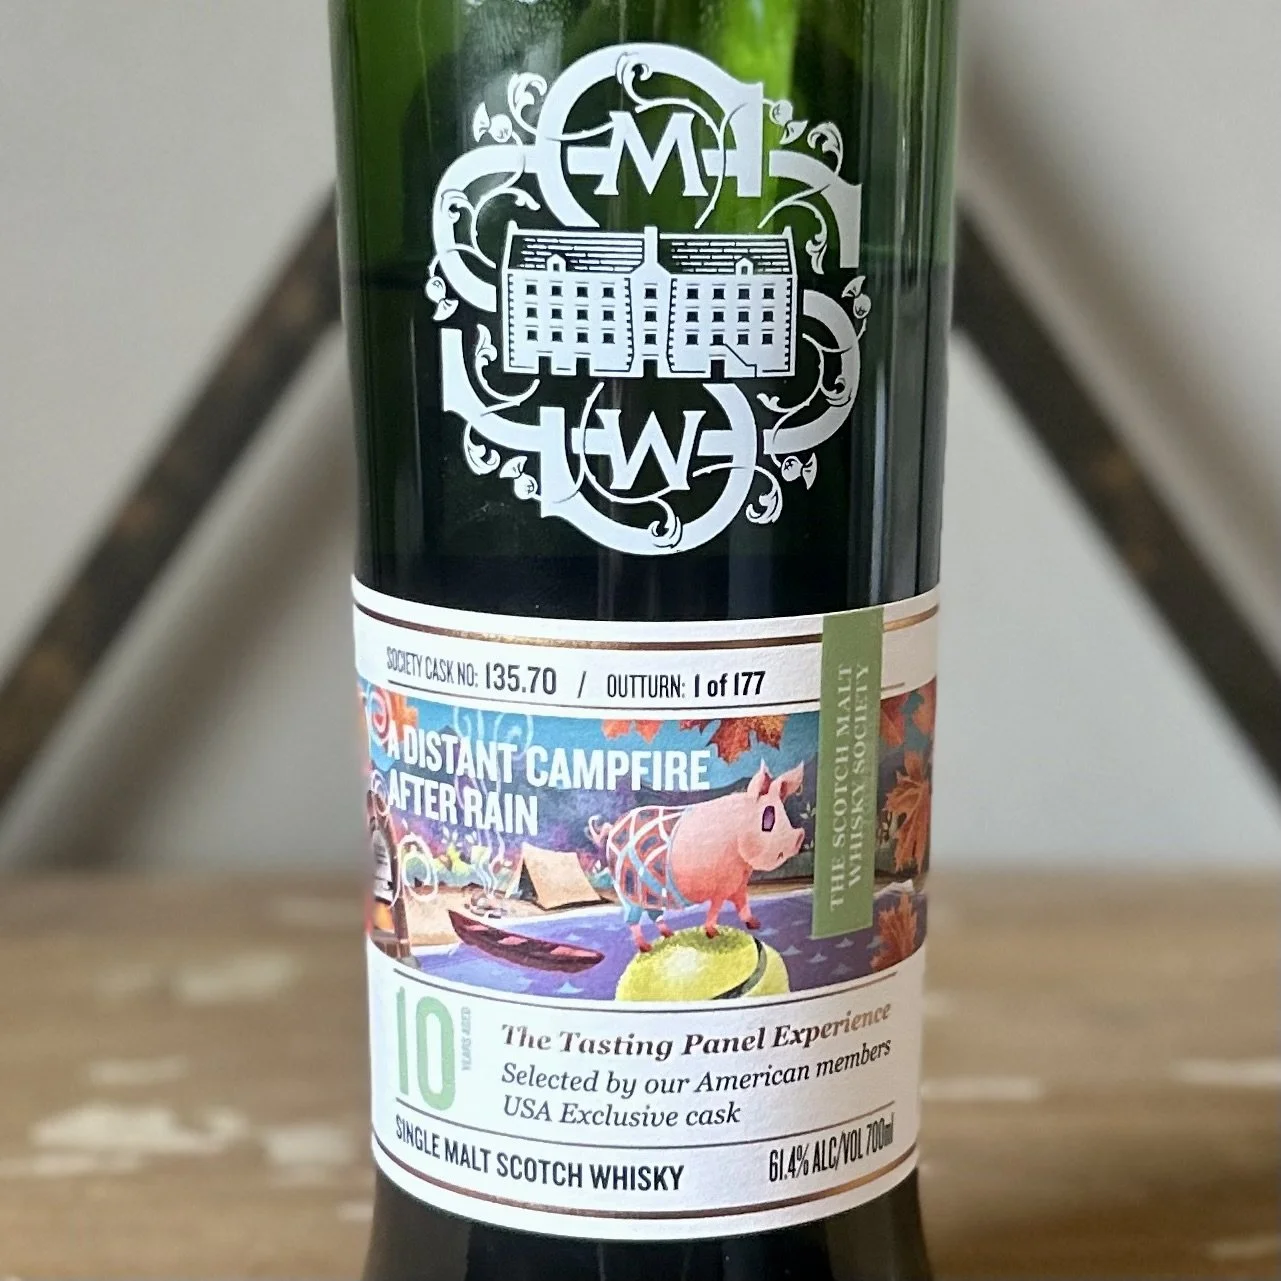 M
W
SOCIETY CASK NO: 135.70 / OUTTURN: 1 of 177
A DISTANT CAMPFIRE
AFTER RAIN
THE SCOTCH MALT
WHISKY SOCIETY
10
YEARS AGED
The Tasting Panel Experience
Selected by our American members
USA Exclusive cask
SINGLE MALT SCOTCH WHISKY
61.4% ALC/VOL 700ml